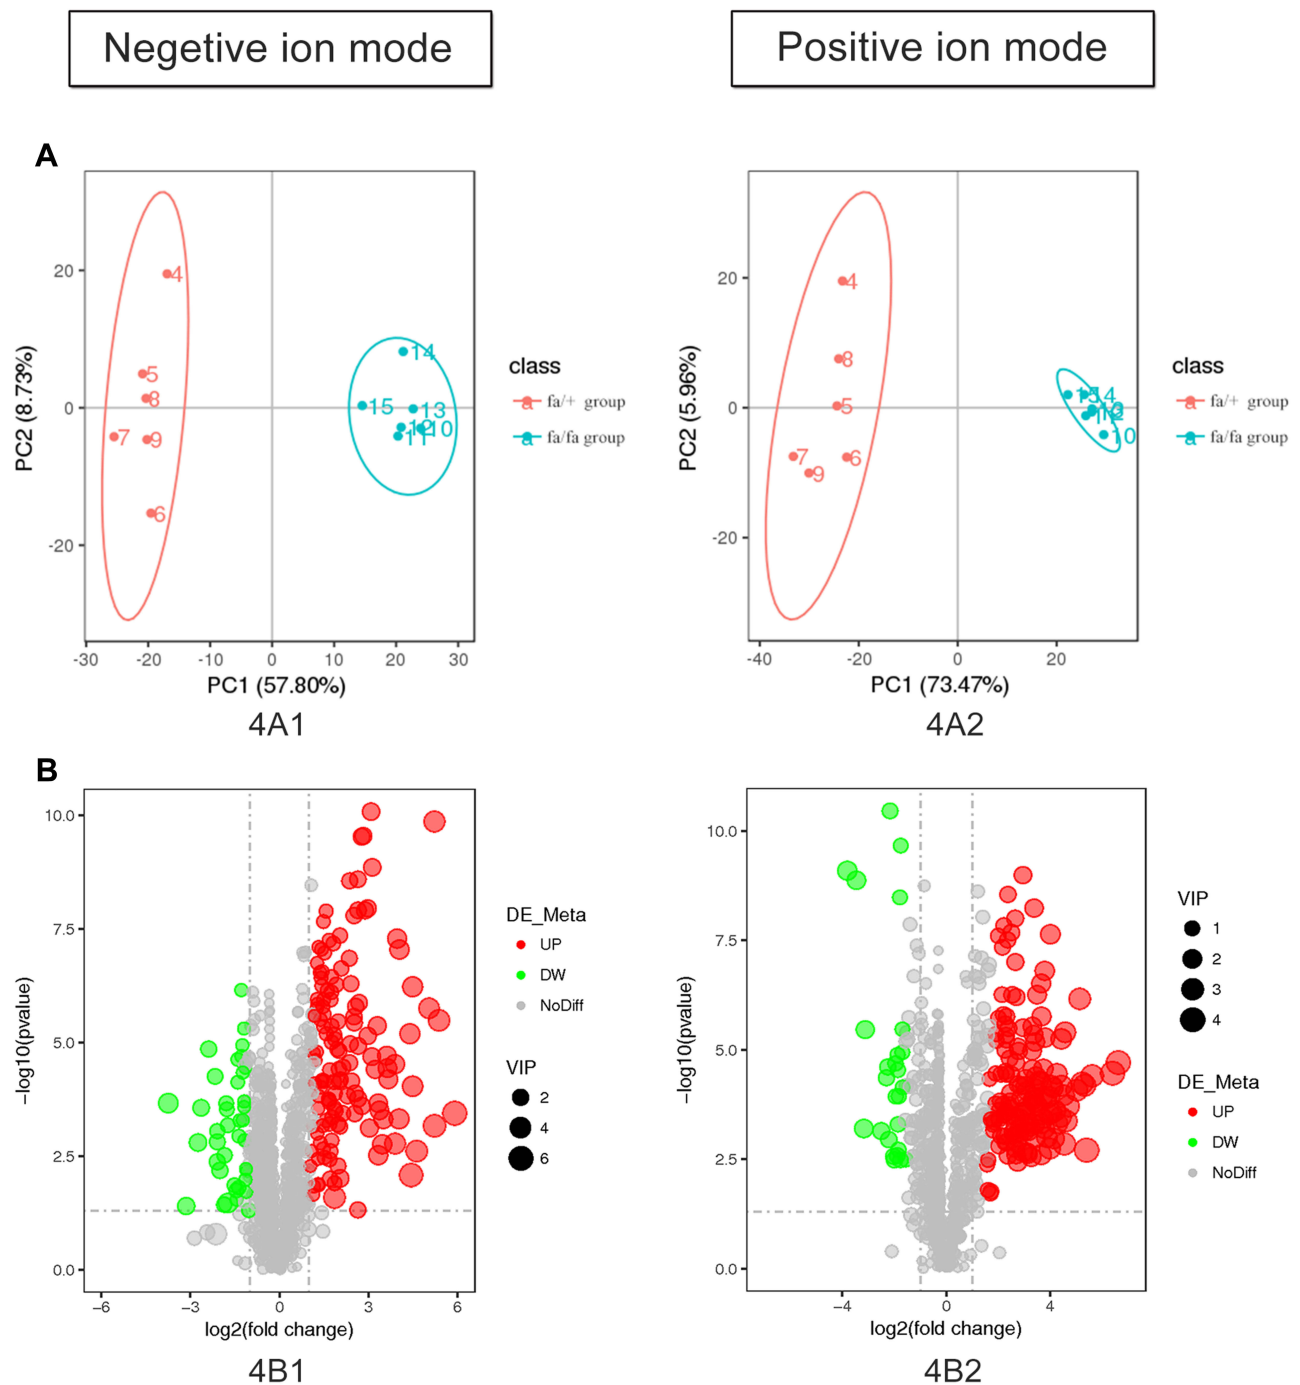 Negetive ion mode
Positive ion mode
A
20
0
-20
PC2 (8.73%)
4
5
8
7
9
6
14
15
13
12
10
11
-30 -20 -10 0 10 20 30
PC1 (57.80%)
4A1
class
a fa/+ group
a fa/fa group
20
0
-20
PC2 (5.96%)
4
8
5
7
6
9
15
14
10
-40 -20 0 20
PC1 (73.47%)
4A2
class
a fa/+ group
a fa/fa group
B
10.0
7.5
5.0
2.5
0.0
−log10(pvalue)
−6 −3 0 3 6
log2(fold change)
4B1
DE_Meta
UP
DW
NoDiff
VIP
2
4
6
10.0
7.5
5.0
2.5
0.0
−log10(pvalue)
−4 0 4
log2(fold change)
4B2
VIP
1
2
3
4
DE_Meta
UP
DW
NoDiff